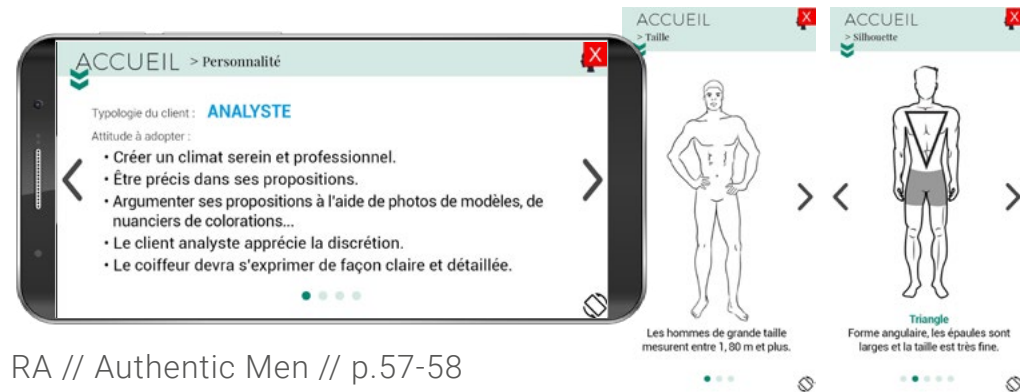 ACCUEIL > Personnalité
X
Typologie du client : ANALYSTE
Attitude à adopter :
• Créer un climat serein et professionnel.
• Être précis dans ses propositions.
• Argumenter ses propositions à l'aide de photos de modèles, de
nuanciers de colorations...
• Le client analyste apprécie la discrétion.
• Le coiffeur devra s'exprimer de façon claire et détaillée.
ACCUEIL
> Taille
X
Les hommes de grande taille
mesurent entre 1, 80 m et plus.
ACCUEIL
> Silhouette
X
Triangle
Forme angulaire, les épaules sont
larges et la taille est très fine.
RA // Authentic Men // p.57-58